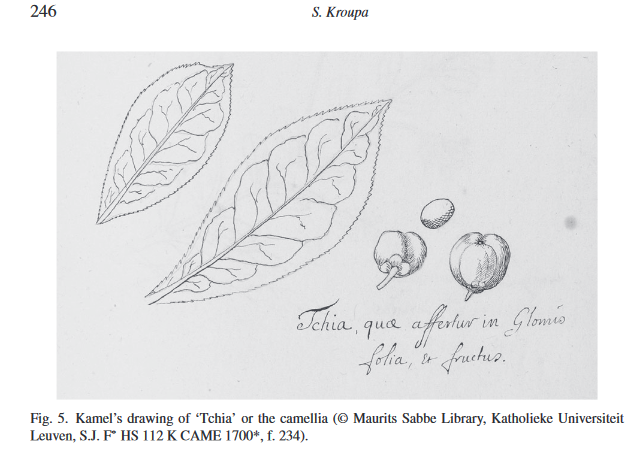 246
S. Kroupa
Tchia, quæ affertur in Glomis
folia, et fructus.
Fig. 5. Kamel's drawing of ‘Tchia’ or the camellia (© Maurits Sabbe Library, Katholieke Universiteit
Leuven, S.J. F° HS 112 K CAME 1700*, f. 234).